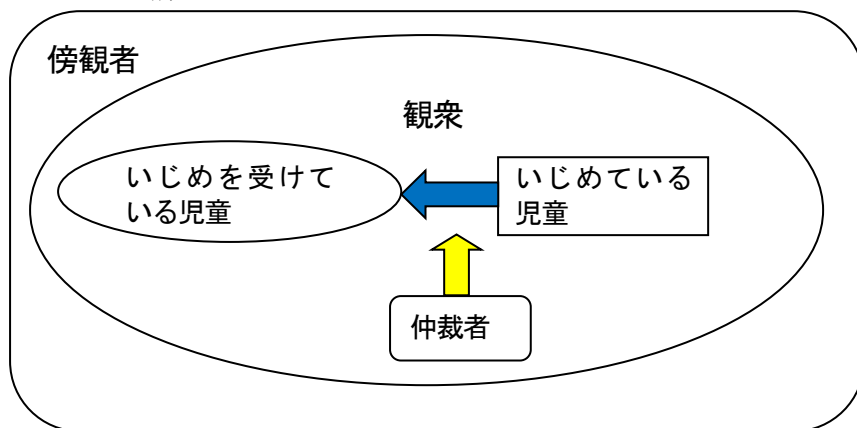 傍観者
観衆
いじめを受けて
いる児童
いじめている
児童
仲裁者